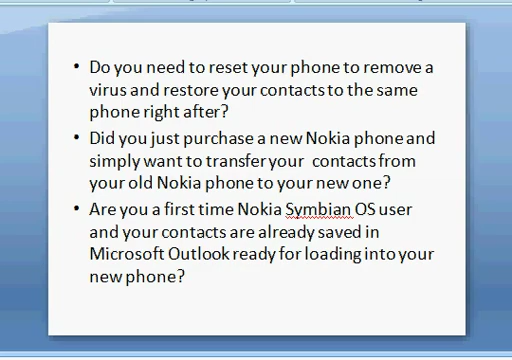 • Do you need to reset your phone to remove a
virus and restore your contacts to the same
phone right after?
• Did you just purchase a new Nokia phone and
simply want to transfer your contacts from
your old Nokia phone to your new one?
• Are you a first time Nokia Symbian OS user
and your contacts are already saved in
Microsoft Outlook ready for loading into your
new phone?